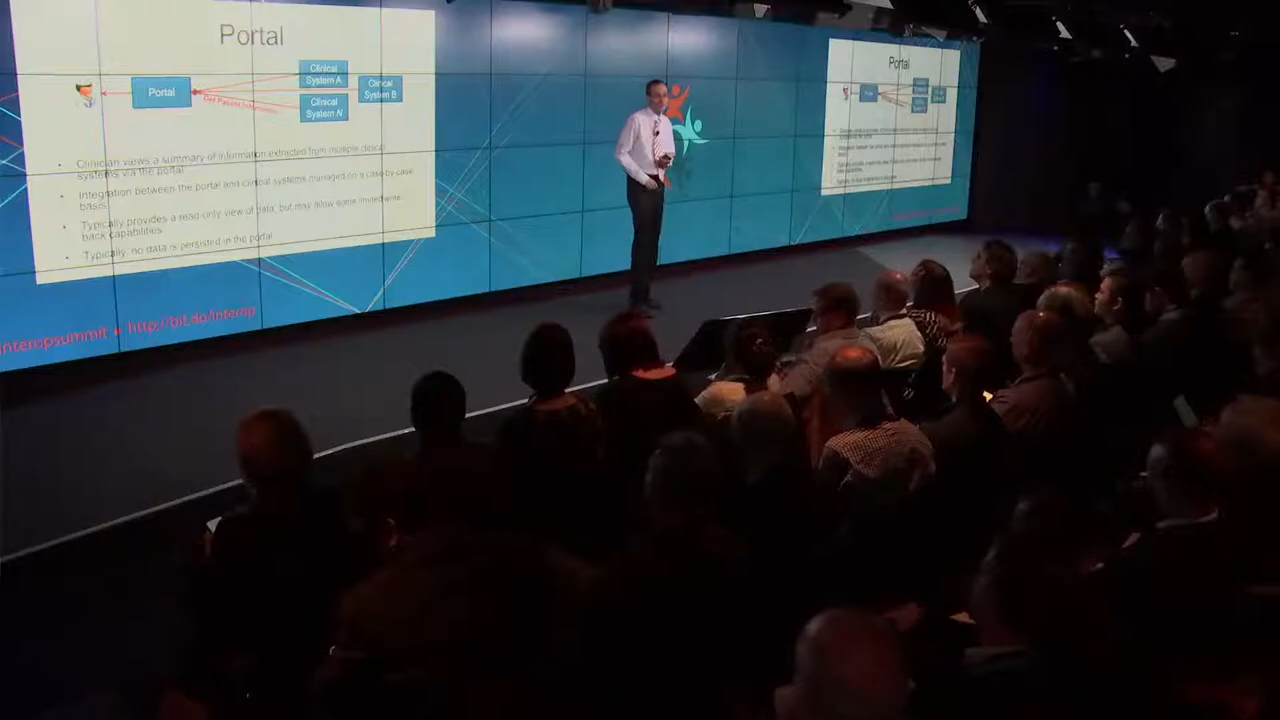 Portal
Portal
Clinical
System A
Clinical
System B
Clinical
System N
Get Patient Information
• Clinician views a summary of information extracted from multiple clinical
systems via the portal
• Integration between the portal and clinical systems managed on a case-by-case
basis
• Typically provides a read-only view of data, but may allow some limited write-
back capabilities
• Typically, no data is persisted in the portal
interopsummit • http://bit.do/interop
Portal